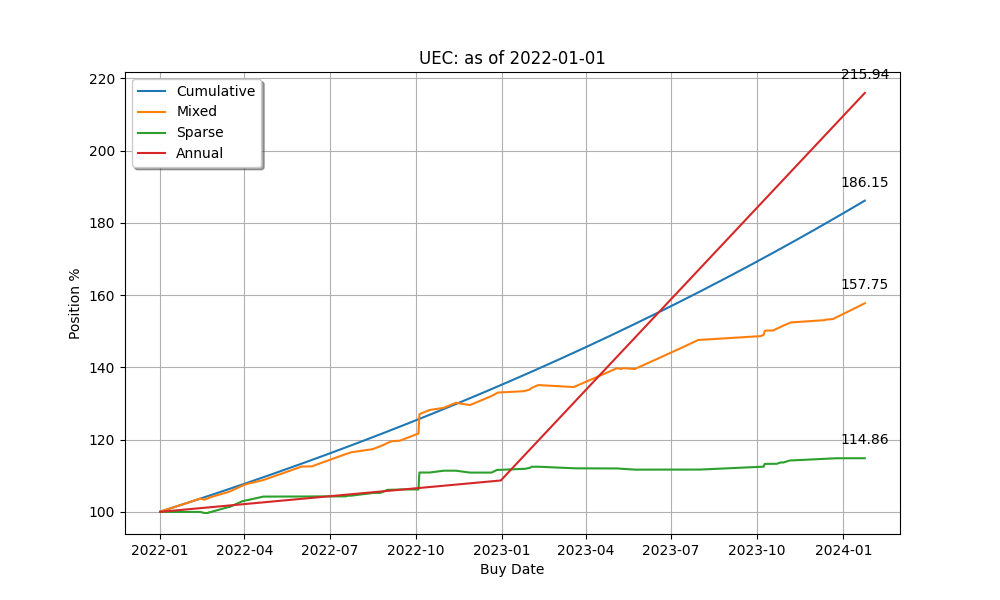 UEC: as of 2022-01-01
Cumulative
Mixed
Sparse
Annual
215.94
186.15
157.75
114.86
Position %
220
200
180
160
140
120
100
2022-01 2022-04 2022-07 2022-10 2023-01 2023-04 2023-07 2023-10 2024-01
Buy Date